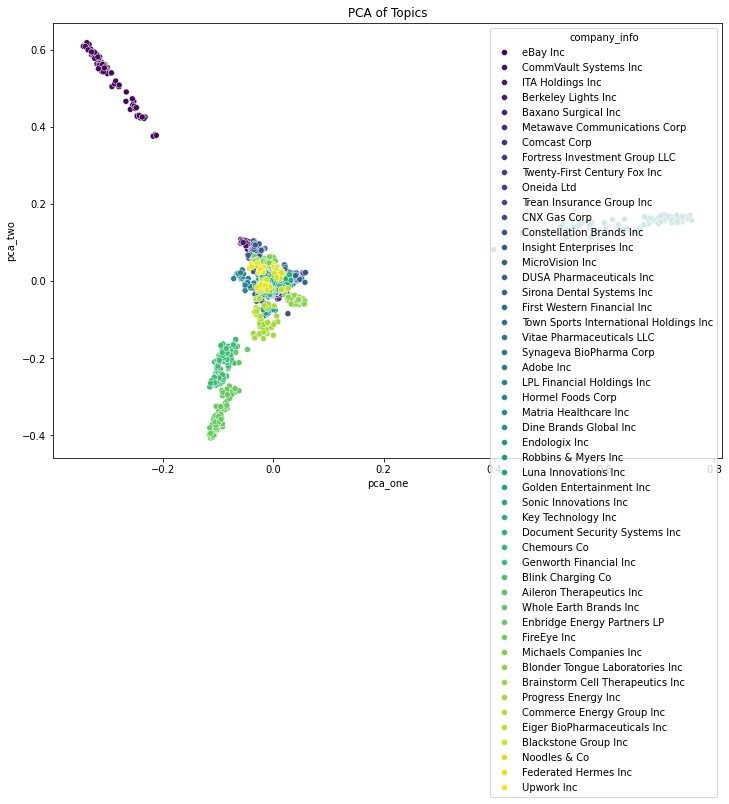 PCA of Topics
company_info
eBay Inc
CommVault Systems Inc
ITA Holdings Inc
Berkeley Lights Inc
Baxano Surgical Inc
Metawave Communications Corp
Comcast Corp
Fortress Investment Group LLC
Twenty-First Century Fox Inc
Oneida Ltd
Trean Insurance Group Inc
CNX Gas Corp
Constellation Brands Inc
Insight Enterprises Inc
MicroVision Inc
DUSA Pharmaceuticals Inc
Sirona Dental Systems Inc
First Western Financial Inc
Town Sports International Holdings Inc
Vitae Pharmaceuticals LLC
Synageva BioPharma Corp
Adobe Inc
LPL Financial Holdings Inc
Hormel Foods Corp
Matria Healthcare Inc
Dine Brands Global Inc
Endologix Inc
Robbins & Myers Inc
Luna Innovations Inc
Golden Entertainment Inc
Sonic Innovations Inc
Key Technology Inc
Document Security Systems Inc
Chemours Co
Genworth Financial Inc
Blink Charging Co
Aileron Therapeutics Inc
Whole Earth Brands Inc
Enbridge Energy Partners LP
FireEye Inc
Michaels Companies Inc
Blonder Tongue Laboratories Inc
Brainstorm Cell Therapeutics Inc
Progress Energy Inc
Commerce Energy Group Inc
Eiger BioPharmaceuticals Inc
Blackstone Group Inc
Noodles & Co
Federated Hermes Inc
Upwork Inc
pca_two
0.6
0.4
0.2
0.0
−0.2
−0.4
−0.2
0.0
0.2
0.4
0.6
0.8
pca_one